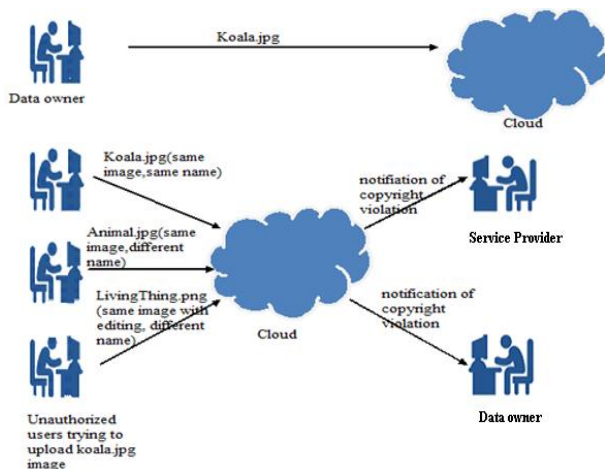 Koala.jpg
Data owner
Cloud
Koala.jpg(same
image,same name)
notifiation of
copyright
violation
Service Provider
Animal.jpg(same
image,different
name)
LivingThing.png
(same image with
editing, different
name)
Cloud
notification of
copyright
violation
Data owner
Unauthorized
users trying to
upload koala.jpg
image